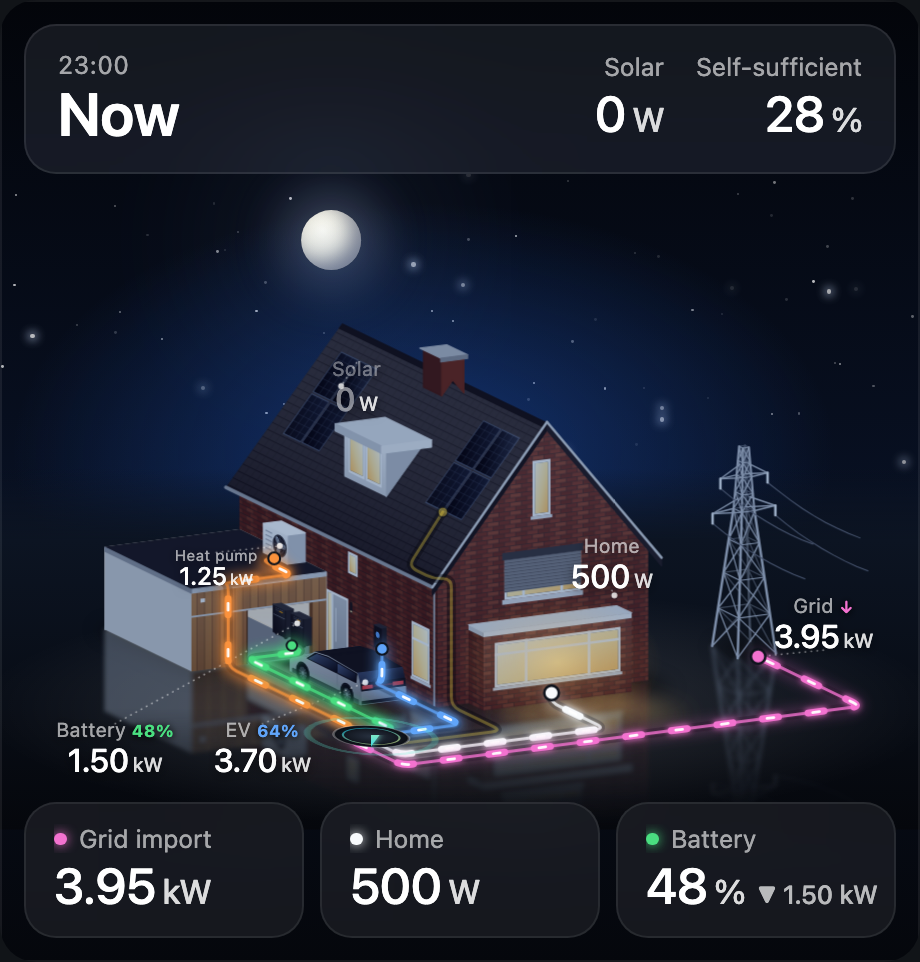 23:00
Now
Solar
0 W
Self-sufficient
28 %
Solar
0 W
Heat pump
1.25 kW
Home
500 W
Grid ↓
3.95 kW
Battery 48%
1.50 kW
EV 64%
3.70 kW
Grid import
3.95 kW
Home
500 W
Battery
48 % ▼ 1.50 kW